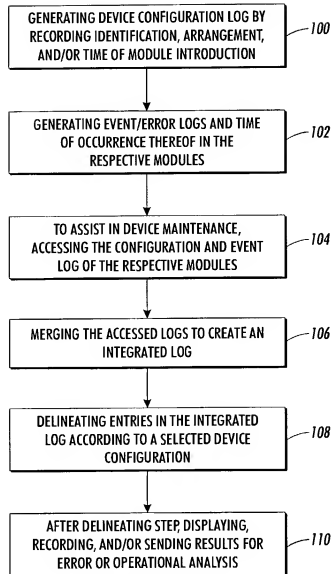 GENERATING DEVICE CONFIGURATION LOG BY
RECORDING IDENTIFICATION, ARRANGEMENT,
AND/OR TIME OF MODULE INTRODUCTION
100
GENERATING EVENT/ERROR LOGS AND TIME
OF OCCURRENCE THEREOF IN THE
RESPECTIVE MODULES
102
TO ASSIST IN DEVICE MAINTENANCE,
ACCESSING THE CONFIGURATION AND EVENT
LOG OF THE RESPECTIVE MODULES
104
MERGING THE ACCESSED LOGS TO CREATE AN
INTEGRATED LOG
106
DELINEATING ENTRIES IN THE INTEGRATED
LOG ACCORDING TO A SELECTED DEVICE
CONFIGURATION
108
AFTER DELINEATING STEP, DISPLAYING,
RECORDING, AND/OR SENDING RESULTS FOR
ERROR OR OPERATIONAL ANALYSIS
110